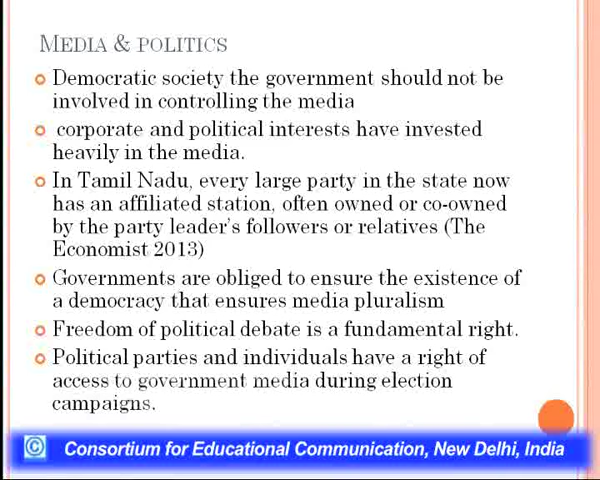 MEDIA & POLITICS
Democratic society the government should not be
involved in controlling the media
corporate and political interests have invested
heavily in the media.
In Tamil Nadu, every large party in the state now
has an affiliated station, often owned or co-owned
by the party leader's followers or relatives (The
Economist 2013)
Governments are obliged to ensure the existence of
a democracy that ensures media pluralism
Freedom of political debate is a fundamental right.
Political parties and individuals have a right of
access to government media during election
campaigns.
© Consortium for Educational Communication, New Delhi, India